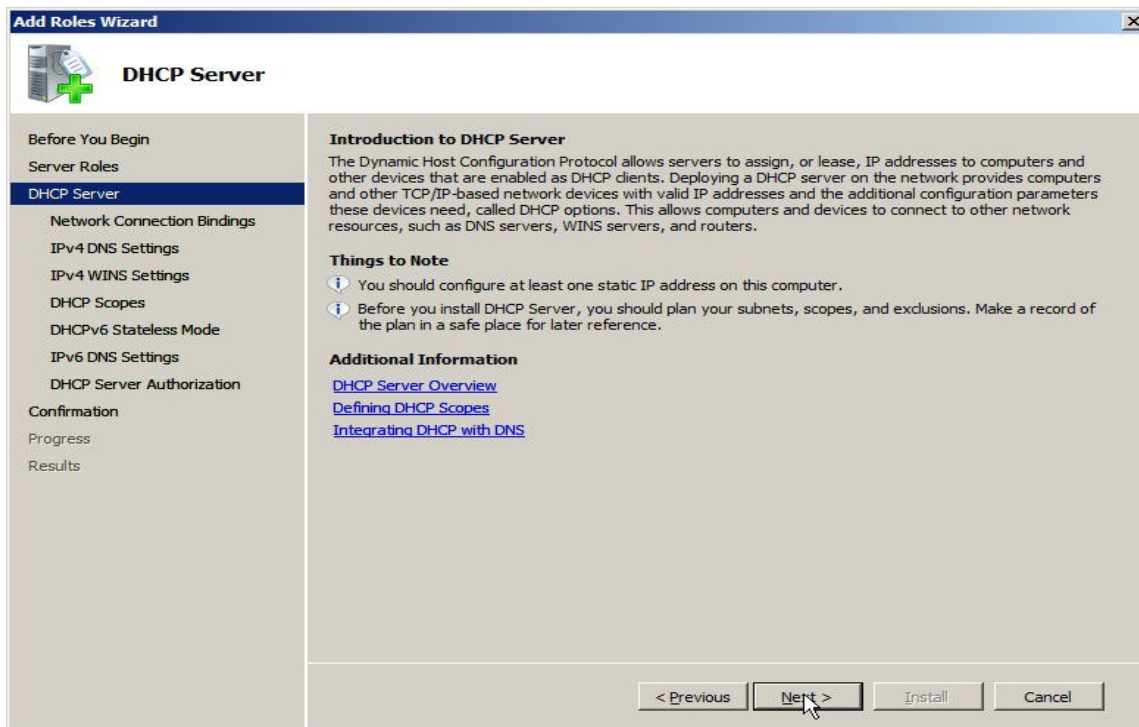 Add Roles Wizard
DHCP Server
Before You Begin
Server Roles
DHCP Server
Network Connection Bindings
IPv4 DNS Settings
IPv4 WINS Settings
DHCP Scopes
DHCPv6 Stateless Mode
IPv6 DNS Settings
DHCP Server Authorization
Confirmation
Progress
Results
Introduction to DHCP Server
The Dynamic Host Configuration Protocol allows servers to assign, or lease, IP addresses to computers and
other devices that are enabled as DHCP clients. Deploying a DHCP server on the network provides computers
and other TCP/IP-based network devices with valid IP addresses and the additional configuration parameters
these devices need, called DHCP options. This allows computers and devices to connect to other network
resources, such as DNS servers, WINS servers, and routers.
Things to Note
You should configure at least one static IP address on this computer.
Before you install DHCP Server, you should plan your subnets, scopes, and exclusions. Make a record of
the plan in a safe place for later reference.
Additional Information
DHCP Server Overview
Defining DHCP Scopes
Integrating DHCP with DNS
< Previous Next > Install Cancel